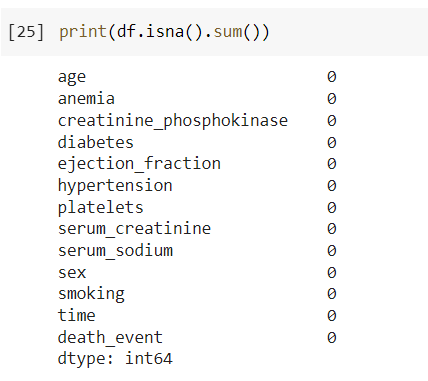 [25] print(df.isna().sum())
age 0
anemia 0
creatinine_phosphokinase 0
diabetes 0
ejection_fraction 0
hypertension 0
platelets 0
serum_creatinine 0
serum_sodium 0
sex 0
smoking 0
time 0
death_event 0
dtype: int64